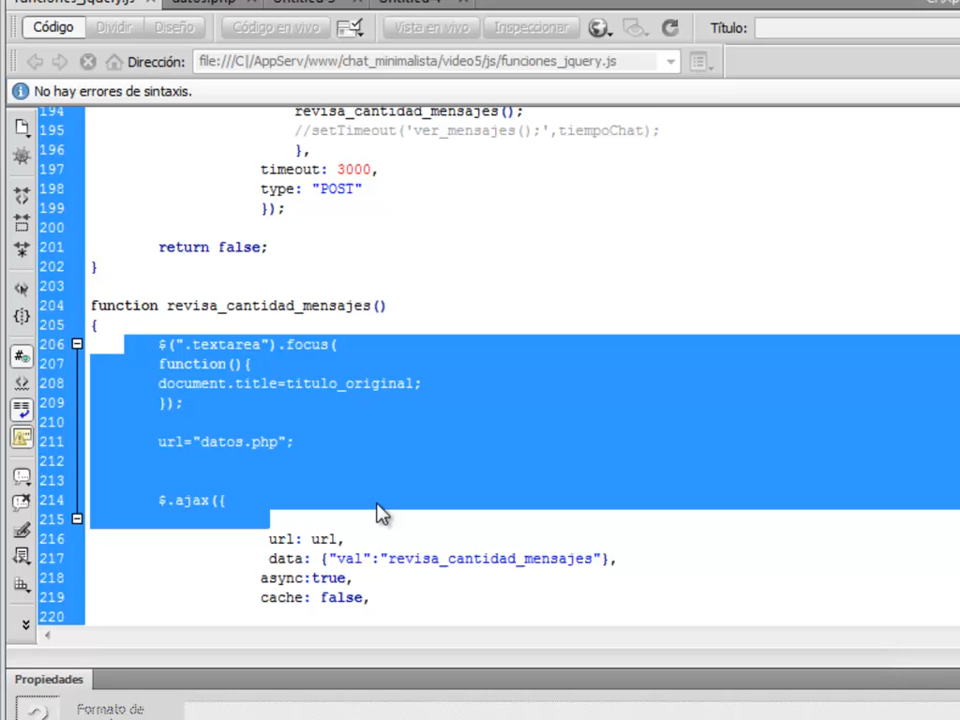 funciones_jquery.js
datos.php
Untitled-3
Untitled-4
Código Dividir Diseño Código en vivo Vista en vivo Inspeccionar Título:
Dirección: file:///C|/AppServ/www/chat_minimalista/video5/js/funciones_jquery.js
No hay errores de sintaxis.
194 revisa_cantidad_mensajes();
195 //setTimeout('ver_mensajes();',tiempoChat);
196 },
197 timeout: 3000,
198 type: "POST"
199 });
200
201 return false;
202 }
203
204 function revisa_cantidad_mensajes()
205 {
206 $(".textarea").focus(
207 function(){
208 document.title=titulo_original;
209 });
210
211 url="datos.php";
212
213
214 $.ajax({
215
216 url: url,
217 data: {"val":"revisa_cantidad_mensajes"},
218 async:true,
219 cache: false,
220
Propiedades
Formato de